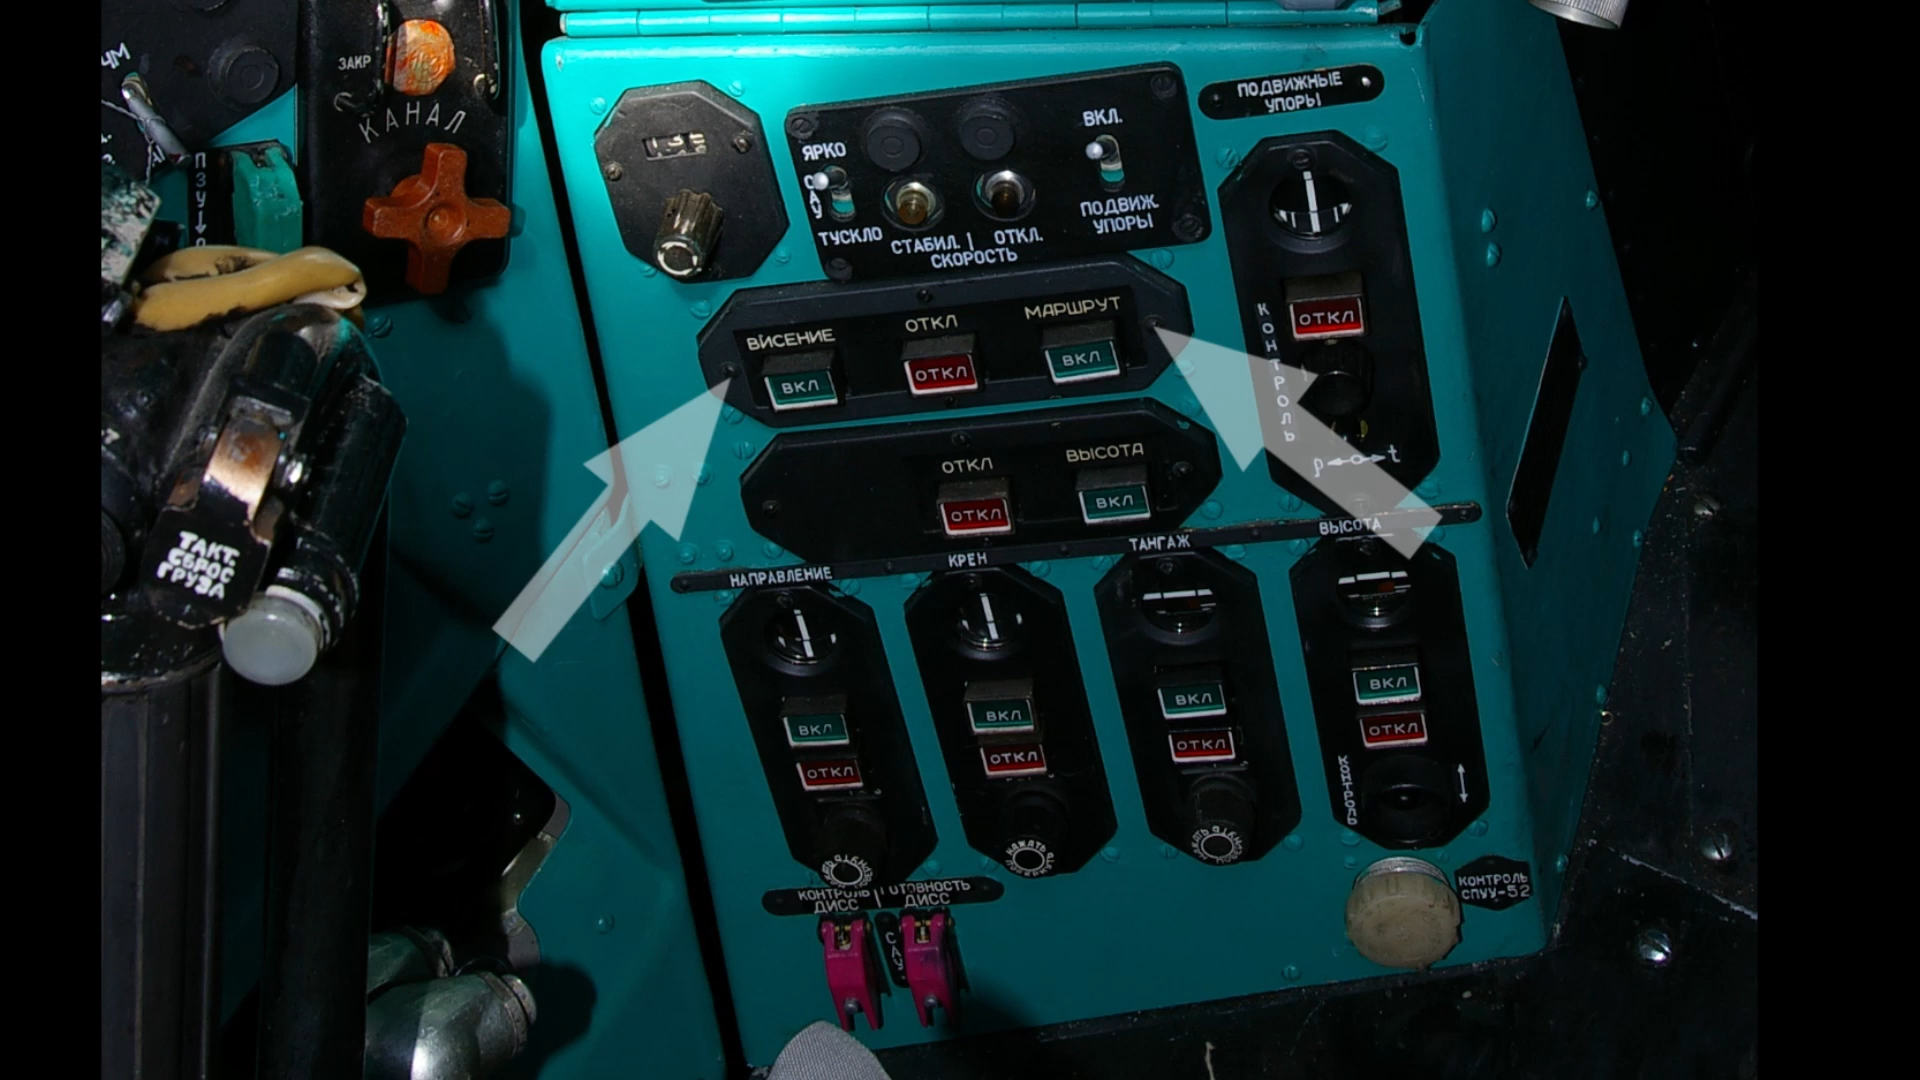 ЗАКР
КАНАЛ
ТАКТ.
СБРОС
ГРУЗА
ЯРКО
САУ
ТУСКЛО
СТАБИЛ. | ОТКЛ.
СКОРОСТЬ
ВКЛ.
ПОДВИЖ.
УПОРЫ
ПОДВИЖНЫЕ
УПОРЫ
ОТКЛ
КОНТРОЛЬ
ρ t
ВИСЕНИЕ ОТКЛ МАРШРУТ
ВКЛ ОТКЛ ВКЛ
ОТКЛ ВЫСОТА
ОТКЛ ВКЛ
НАПРАВЛЕНИЕ КРЕН ТАНГАЖ ВЫСОТА
ВКЛ ВКЛ ВКЛ ВКЛ
ОТКЛ ОТКЛ ОТКЛ ОТКЛ
КОНТРОЛЬ
КОНТРОЛЬ | ГОТОВНОСТЬ
ДИСС | ДИСС
САУ
КОНТРОЛЬ
СПУУ-52